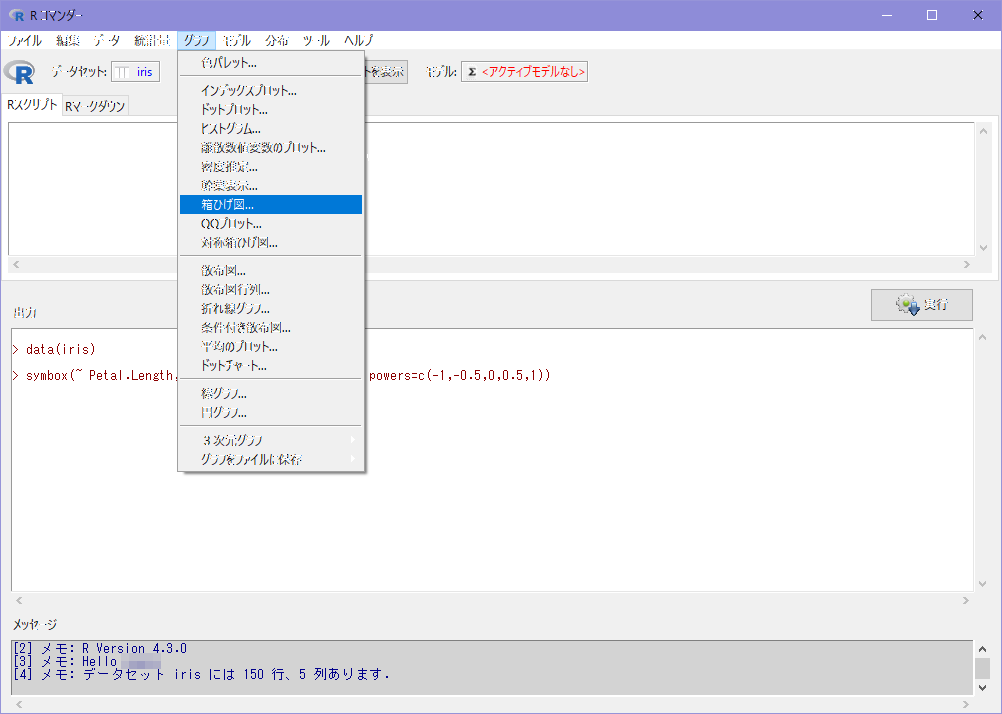 R コマンダー
ファイル 編集 データ 統計量 グラフ モデル 分布 ツール ヘルプ
R データセット: iris トを表示 モデル: Σ <アクティブモデルなし>
Rスクリプト Rマークダウン
色パレット...
インデックスプロット...
ドットプロット...
ヒストグラム...
離散数値変数のプロット...
密度推定...
幹葉表示...
箱ひげ図...
QQプロット...
対称箱ひげ図...
散布図...
散布図行列...
折れ線グラフ...
条件付き散布図...
平均のプロット...
ドットチャート...
線グラフ...
円グラフ...
3次元グラフ
グラフをファイルに保存
出力
実行
> data(iris)
> symbox(~ Petal.Length, powers=c(-1,-0.5,0,0.5,1))
メッセージ
[2] メモ: R Version 4.3.0
[3] メモ: Hello
[4] メモ: データセット iris には 150 行、5 列あります.